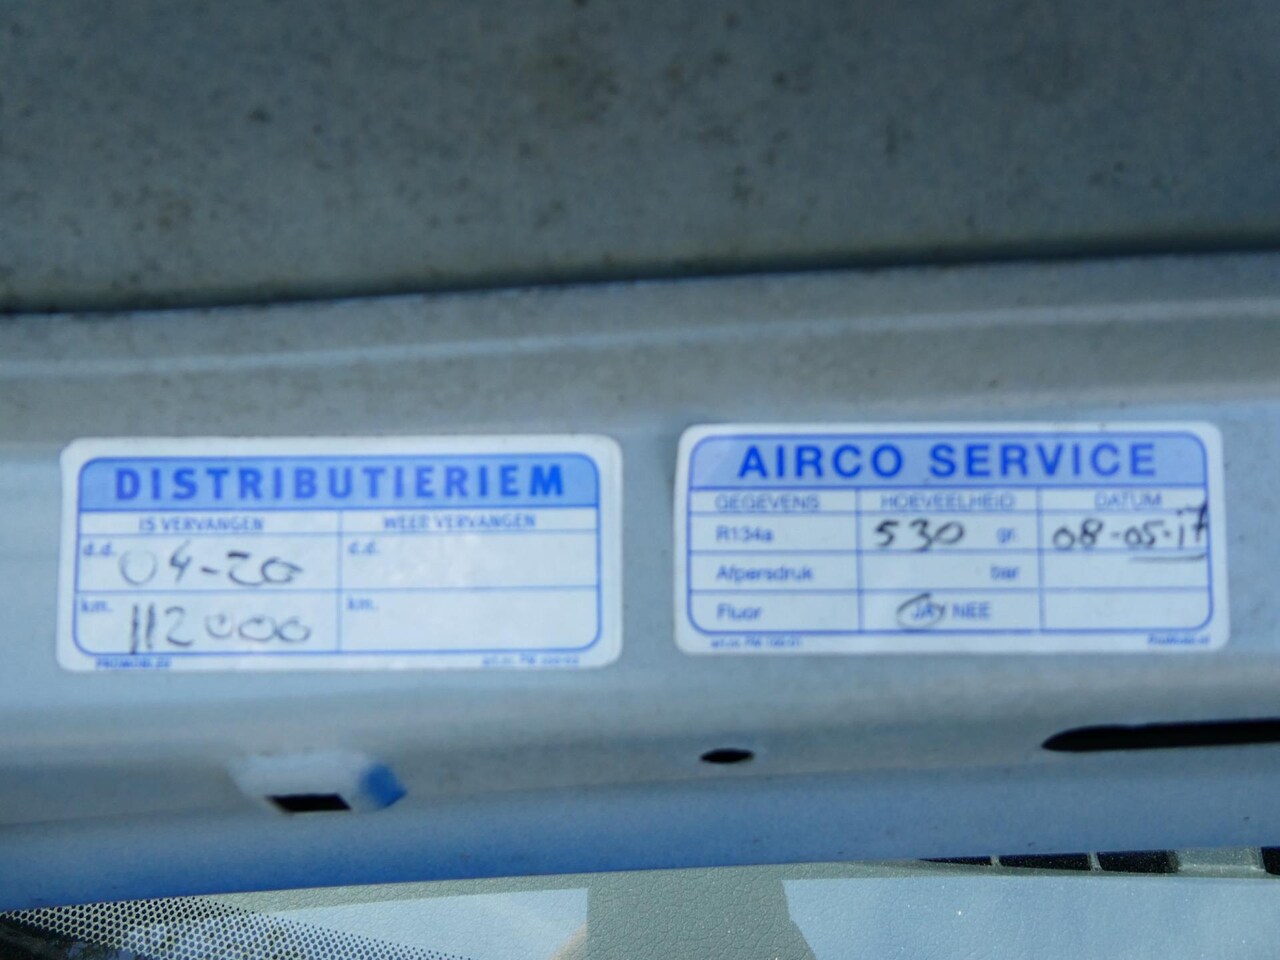 DISTRIBUTIERIEM
IS VERVANGEN WEER VERVANGEN
d.d. 04-20 d.d.
km. 112000 km.
AIRCO SERVICE
GEGEVENS HOEVEELHEID DATUM
R134a 530 gr. 08-05-17
Afpersdruk bar
Fluor JA/NEE